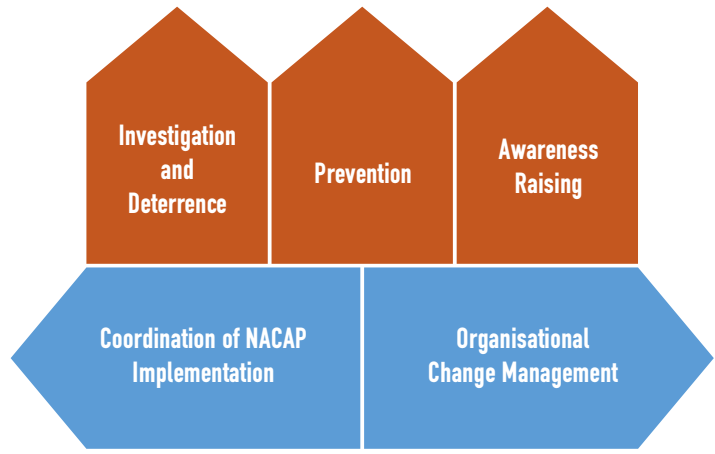 Investigation
and
Deterrence
Prevention
Awareness
Raising
Coordination of NACAP
Implementation
Organisational
Change Management